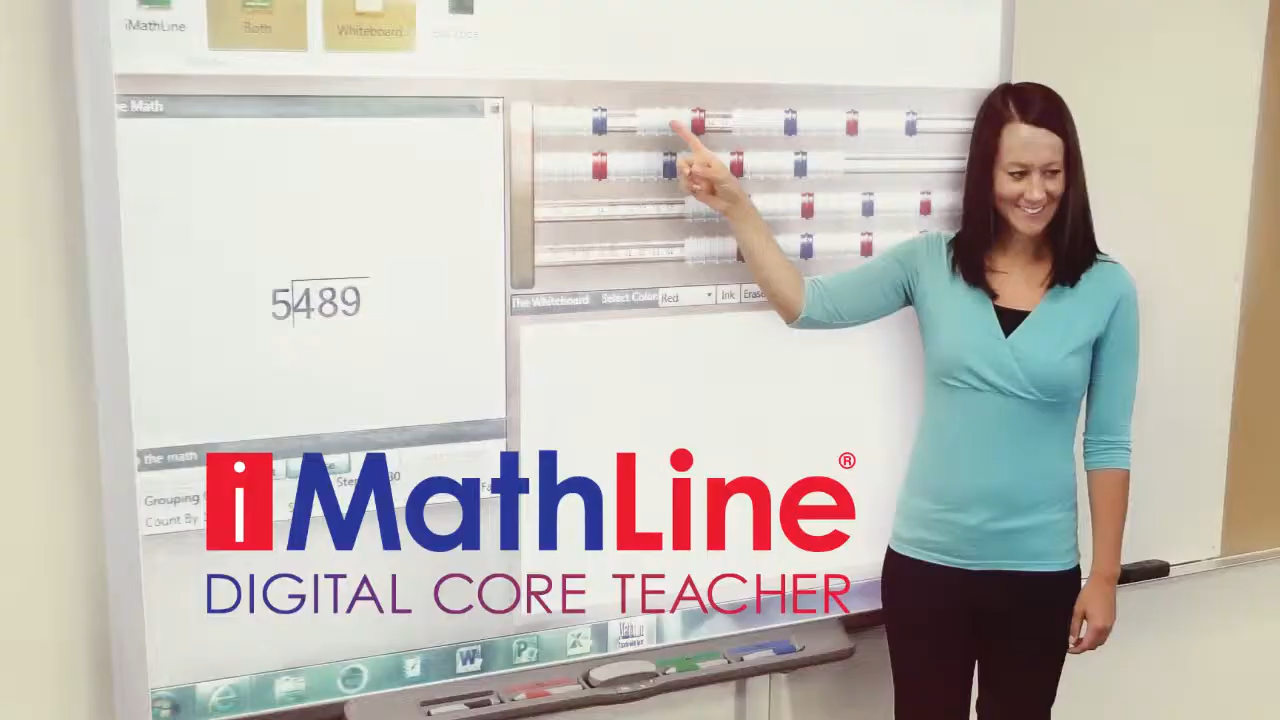 iMathLine
Both
Whiteboard
e Math
5489
The Whiteboard Select Color Red Ink Erase
the math
Grouping
Count By
iMathLine®
DIGITAL CORE TEACHER